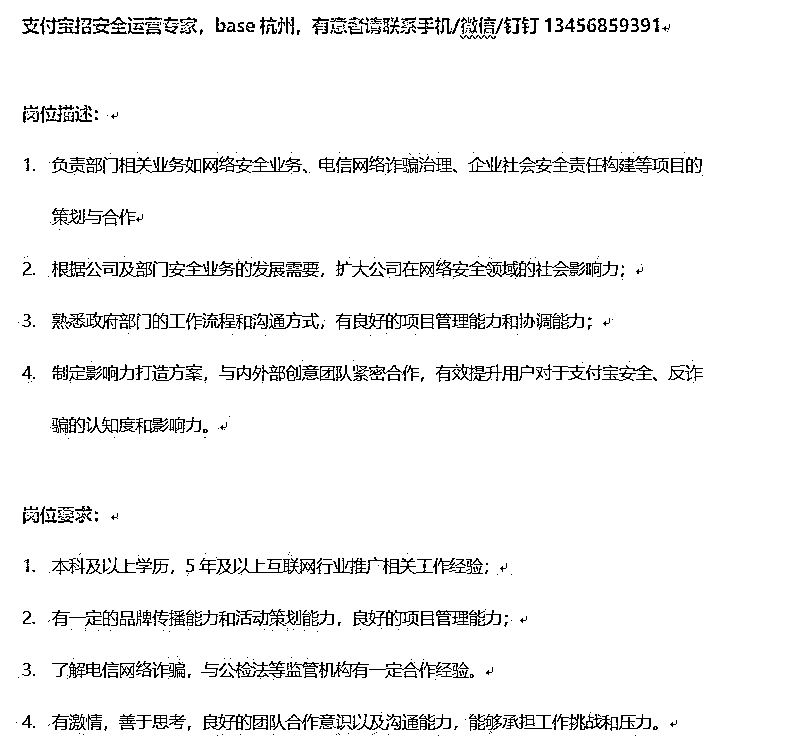 支付宝招安全运营专家，base 杭州，有意者请联系手机/微信/钉钉 13456859391
岗位描述：
1. 负责部门相关业务如网络安全业务、电信网络诈骗治理、企业社会安全责任构建等项目的
策划与合作
2. 根据公司及部门安全业务的发展需要，扩大公司在网络安全领域的社会影响力；
3. 熟悉政府部门的工作流程和沟通方式，有良好的项目管理能力和协调能力；
4. 制定影响力打造方案，与内外部创意团队紧密合作，有效提升用户对于支付宝安全、反诈
骗的认知度和影响力。
岗位要求：
1. 本科及以上学历，5 年及以上互联网行业推广相关工作经验；
2. 有一定的品牌传播能力和活动策划能力，良好的项目管理能力；
3. 了解电信网络诈骗，与公检法等监管机构有一定合作经验。
4. 有激情，善于思考，良好的团队合作意识以及沟通能力，能够承担工作挑战和压力。